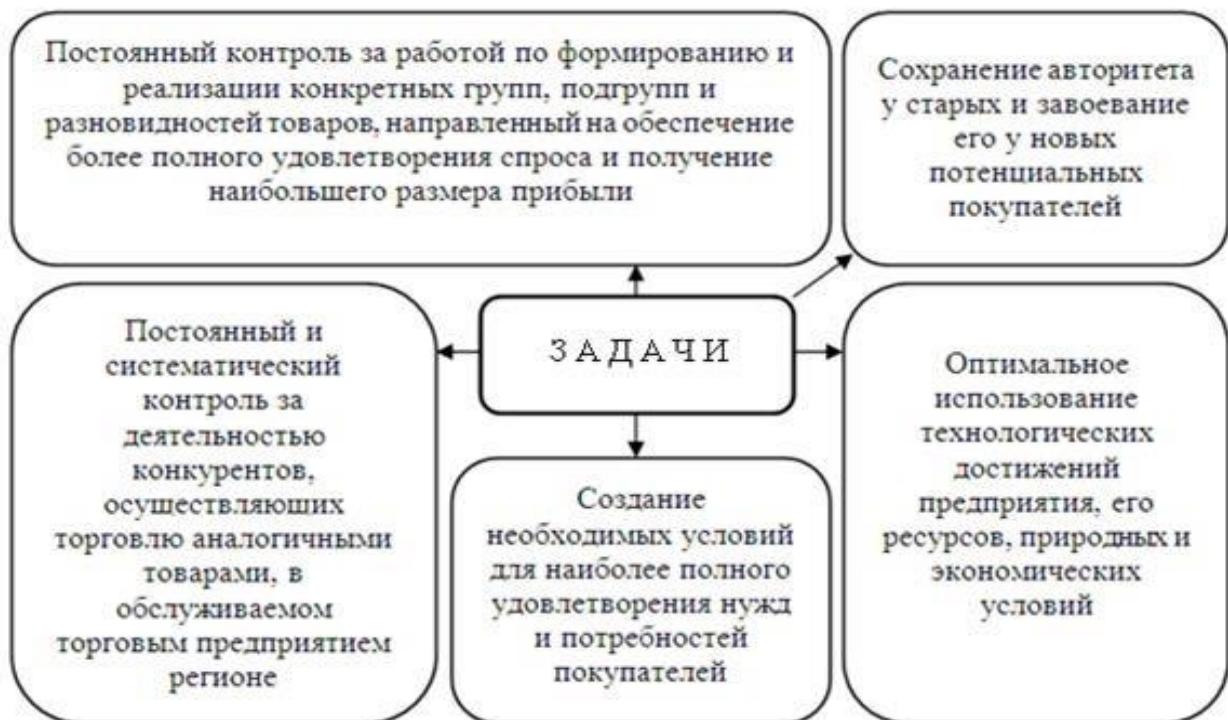 Постоянный контроль за работой по формированию и
реализации конкретных групп, подгрупп и
разновидностей товаров, направленный на обеспечение
более полного удовлетворения спроса и получение
наибольшего размера прибыли
Сохранение авторитета
у старых и завоевание
его у новых
потенциальных
покупателей
Постоянный и
систематический
контроль за
деятельностью
конкурентов,
осуществляюших
торговлю аналогичными
товарами, в
обслуживаемом
торговым предприятием
регионе
ЗАДАЧИ
Создание
необходимых условий
для наиболее полного
удовлетворения нужд
и потребностей
покупателей
Оптимальное
использование
технологических
достижений
предприятия, его
ресурсов, природных и
экономических
условий